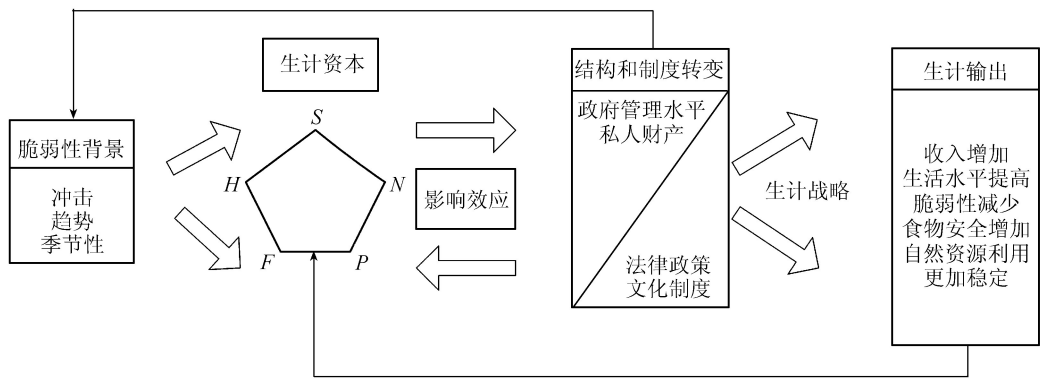 生计资本
结构和制度转变
生计输出
脆弱性背景
冲击
趋势
季节性
S
H
N
F
P
影响效应
政府管理水平
私人财产
法律政策
文化制度
生计战略
收入增加
生活水平提高
脆弱性减少
食物安全增加
自然资源利用
更加稳定